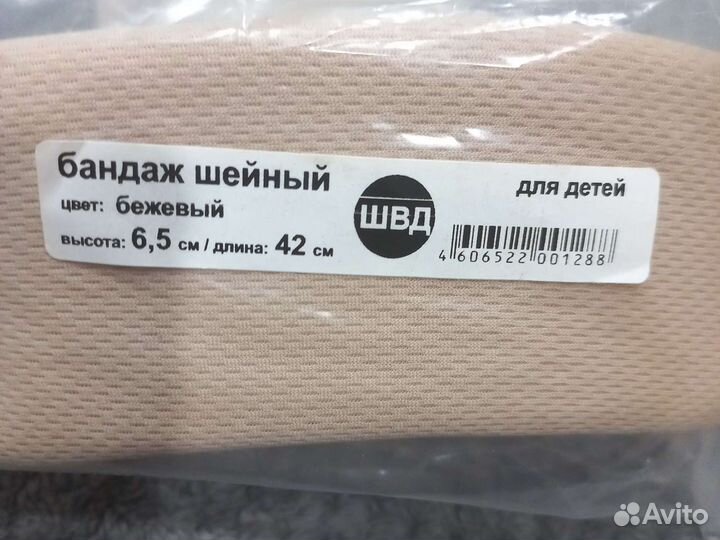 бандаж шейный
цвет: бежевый
высота: 6,5 см / длина: 42 см
ШВД
для детей
4 606522 001288
Avito